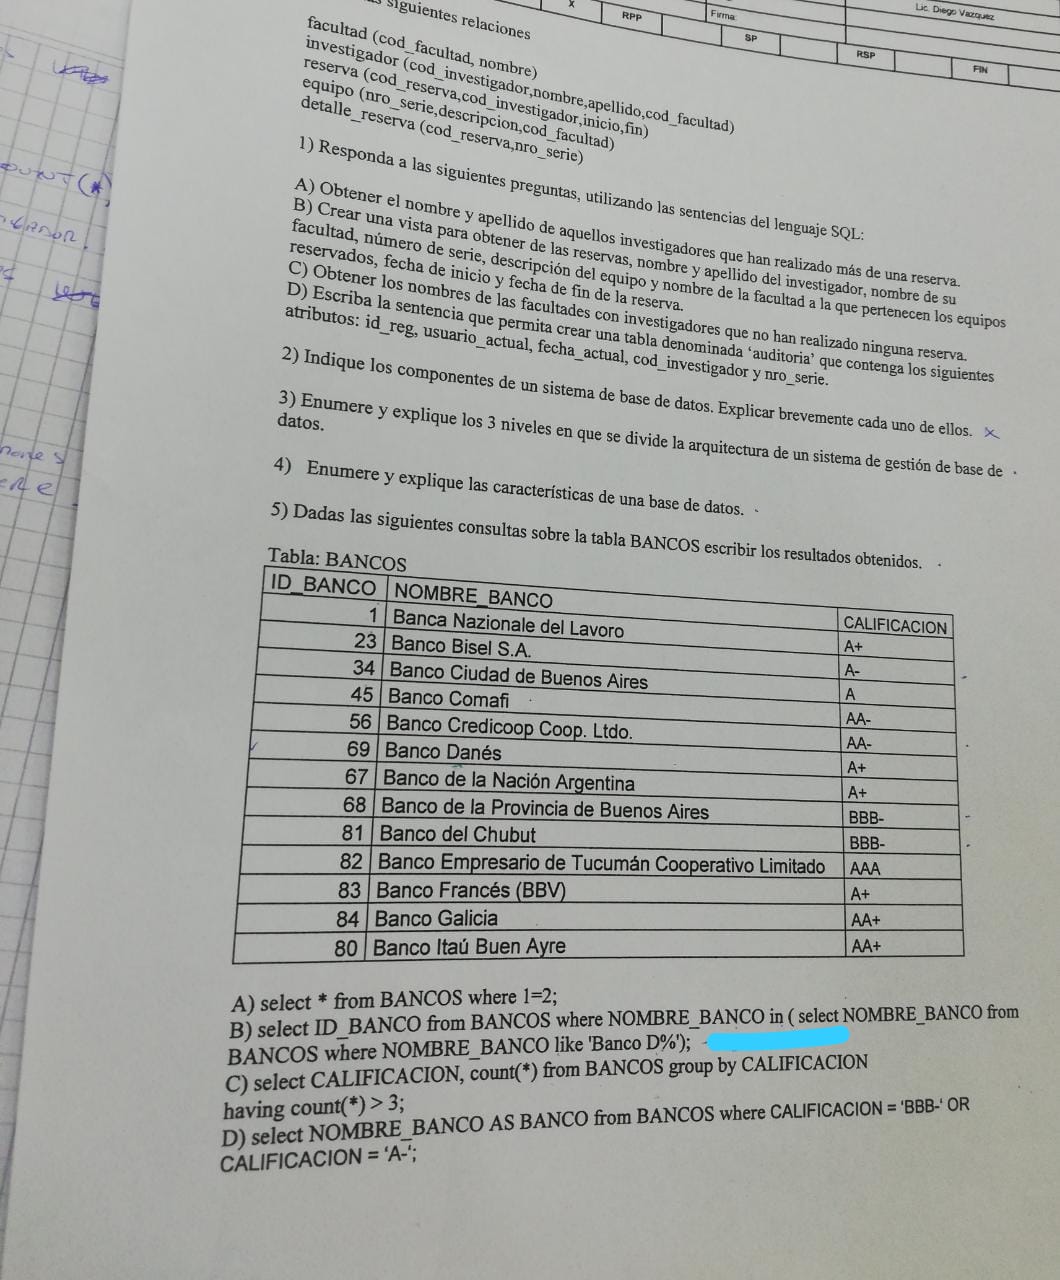 Lic. Diego Vazquez
X
RPP
Firma:
SP
RSP
FIN
siguientes relaciones
facultad (cod_facultad, nombre)
investigador (cod_investigador,nombre,apellido,cod_facultad)
reserva (cod_reserva,cod_investigador,inicio,fin)
equipo (nro_serie,descripcion,cod_facultad)
detalle_reserva (cod_reserva,nro_serie)
1) Responda a las siguientes preguntas, utilizando las sentencias del lenguaje SQL:
A) Obtener el nombre y apellido de aquellos investigadores que han realizado más de una reserva.
B) Crear una vista para obtener de las reservas, nombre y apellido del investigador, nombre de su
facultad, número de serie, descripción del equipo y nombre de la facultad a la que pertenecen los equipos
reservados, fecha de inicio y fecha de fin de la reserva.
C) Obtener los nombres de las facultades con investigadores que no han realizado ninguna reserva.
D) Escriba la sentencia que permita crear una tabla denominada ‘auditoria’ que contenga los siguientes
atributos: id_reg, usuario_actual, fecha_actual, cod_investigador y nro_serie.
2) Indique los componentes de un sistema de base de datos. Explicar brevemente cada uno de ellos. x
3) Enumere y explique los 3 niveles en que se divide la arquitectura de un sistema de gestión de base de
datos.
4) Enumere y explique las características de una base de datos.
5) Dadas las siguientes consultas sobre la tabla BANCOS escribir los resultados obtenidos.
Tabla: BANCOS
ID_BANCO NOMBRE_BANCO CALIFICACION
1 Banca Nazionale del Lavoro A+
23 Banco Bisel S.A. A-
34 Banco Ciudad de Buenos Aires A
45 Banco Comafi AA-
56 Banco Credicoop Coop. Ltdo. AA-
69 Banco Danés A+
67 Banco de la Nación Argentina A+
68 Banco de la Provincia de Buenos Aires BBB-
81 Banco del Chubut BBB-
82 Banco Empresario de Tucumán Cooperativo Limitado AAA
83 Banco Francés (BBV) A+
84 Banco Galicia AA+
80 Banco Itaú Buen Ayre AA+
A) select * from BANCOS where 1=2;
B) select ID_BANCO from BANCOS where NOMBRE_BANCO in ( select NOMBRE_BANCO from
BANCOS where NOMBRE_BANCO like 'Banco D%');
C) select CALIFICACION, count(*) from BANCOS group by CALIFICACION
having count(*) > 3;
D) select NOMBRE_BANCO AS BANCO from BANCOS where CALIFICACION = 'BBB-' OR
CALIFICACION = 'A-';